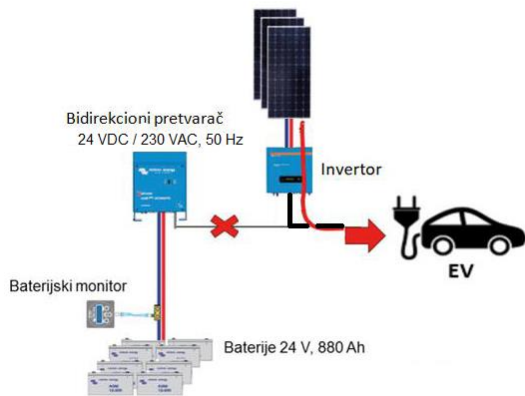 Bidirekcioni pretvarač
24 VDC / 230 VAC, 50 Hz
Invertor
EV
Baterijski monitor
Baterije 24 V, 880 Ah